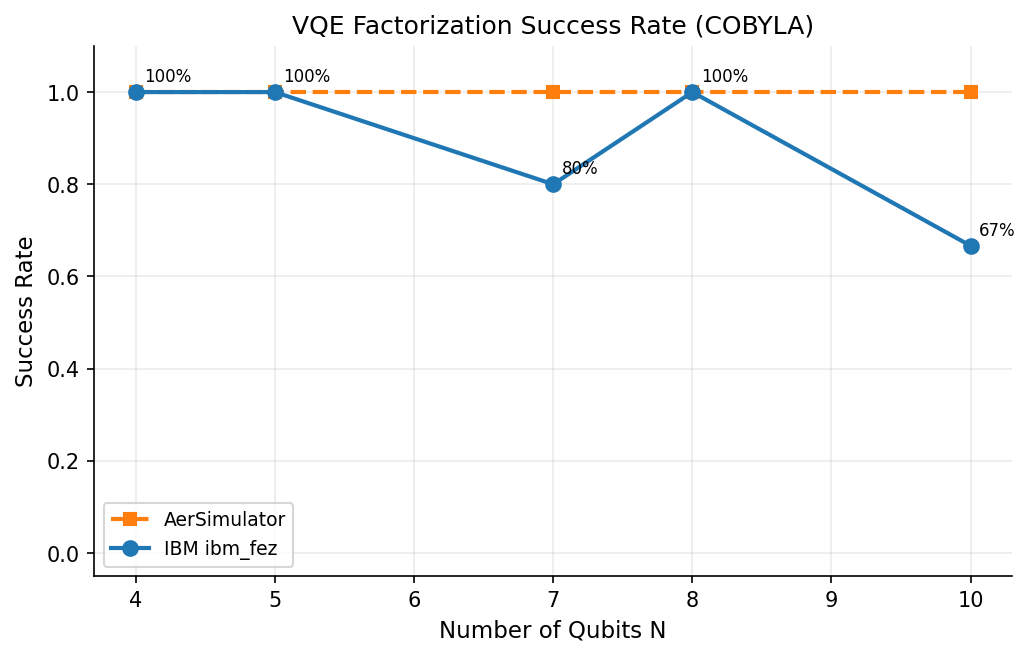 VQE Factorization Success Rate (COBYLA)
Success Rate
1.0
0.8
0.6
0.4
0.2
0.0
100%
100%
80%
100%
67%
AerSimulator
IBM ibm_fez
4 5 6 7 8 9 10
Number of Qubits N